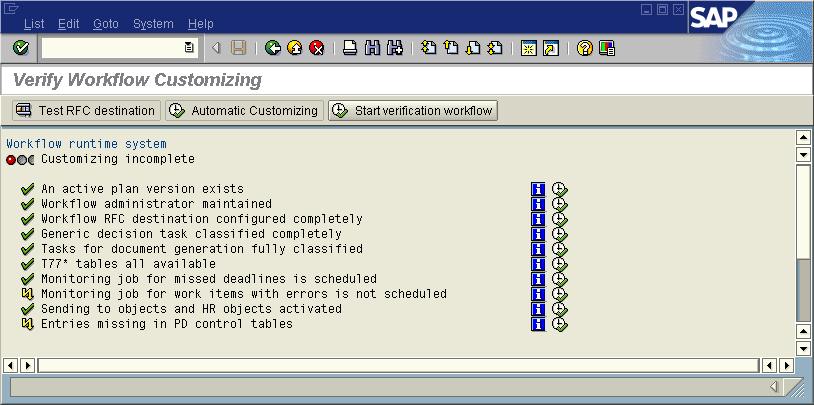 List Edit Goto System Help
SAP
Verify Workflow Customizing
Test RFC destination Automatic Customizing Start verification workflow
Workflow runtime system
Customizing incomplete
An active plan version exists
Workflow administrator maintained
Workflow RFC destination configured completely
Generic decision task classified completely
Tasks for document generation fully classified
T77* tables all available
Monitoring job for missed deadlines is scheduled
Monitoring job for work items with errors is not scheduled
Sending to objects and HR objects activated
Entries missing in PD control tables